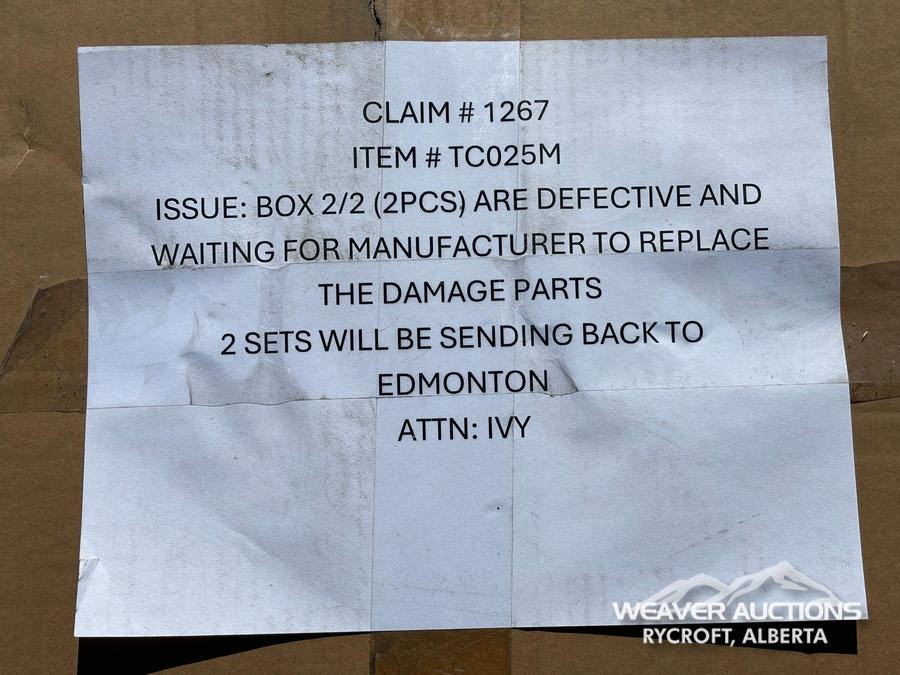 CLAIM # 1267
ITEM # TC025M
ISSUE: BOX 2/2 (2PCS) ARE DEFECTIVE AND
WAITING FOR MANUFACTURER TO REPLACE
THE DAMAGE PARTS
2 SETS WILL BE SENDING BACK TO
EDMONTON
ATTN: IVY
WEAVER AUCTIONS
RYCROFT, ALBERTA